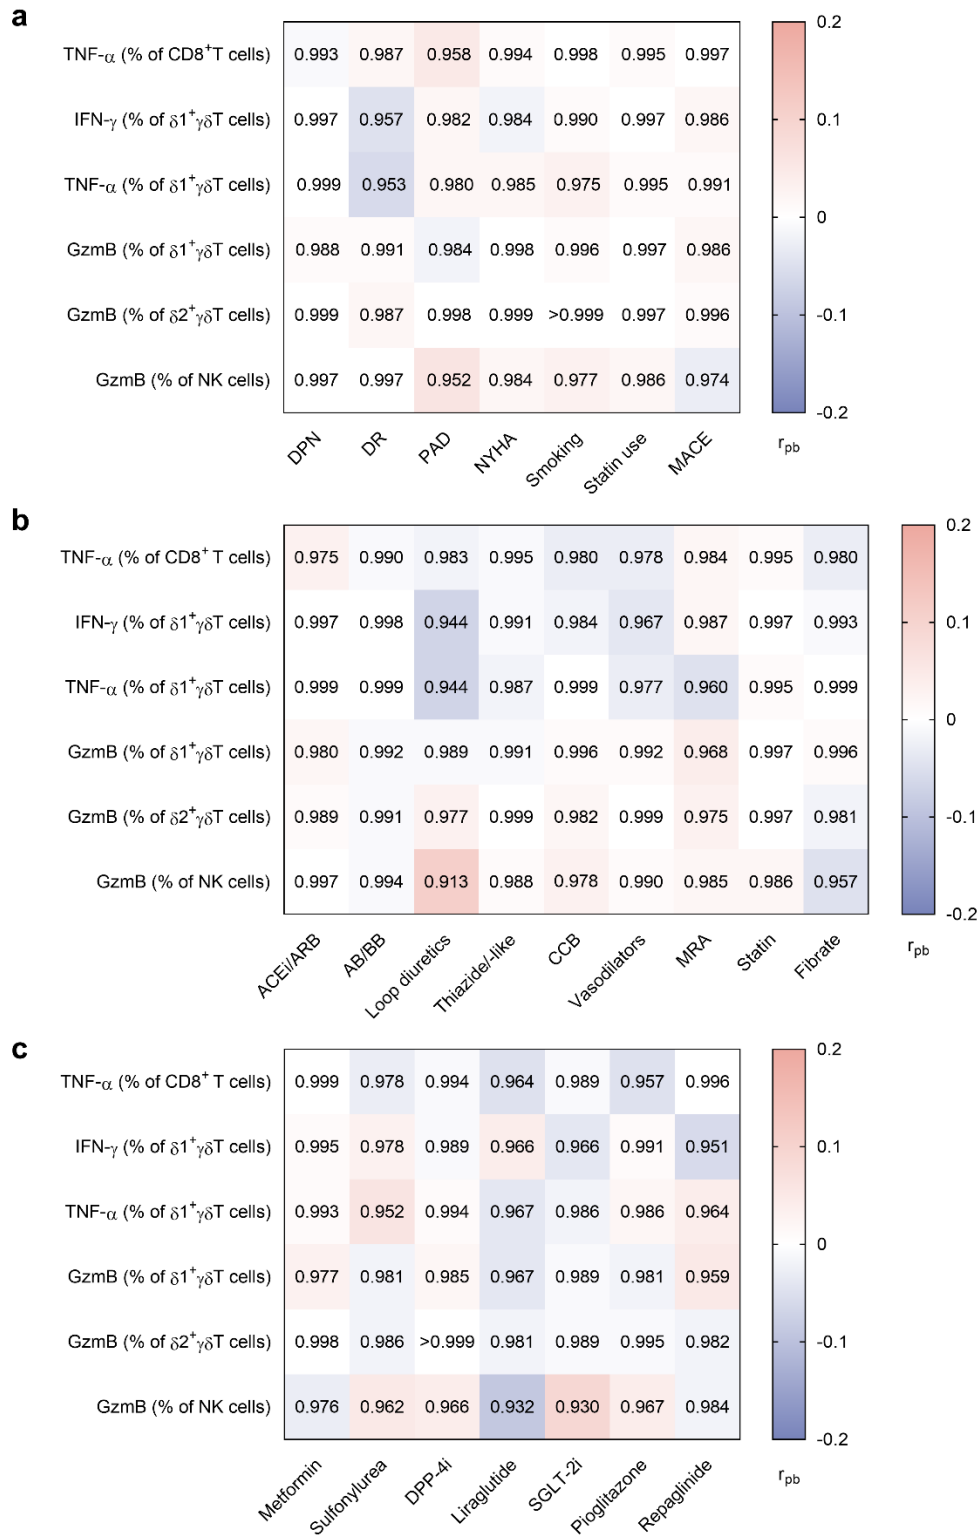 a
TNF-α (% of CD8⁺T cells) 0.993 0.987 0.958 0.994 0.998 0.995 0.997
IFN-γ (% of δ1⁺γδT cells) 0.997 0.957 0.982 0.984 0.990 0.997 0.986
TNF-α (% of δ1⁺γδT cells) 0.999 0.953 0.980 0.985 0.975 0.995 0.991
GzmB (% of δ1⁺γδT cells) 0.988 0.991 0.984 0.998 0.996 0.997 0.986
GzmB (% of δ2⁺γδT cells) 0.999 0.987 0.998 0.999 >0.999 0.997 0.996
GzmB (% of NK cells) 0.997 0.997 0.952 0.984 0.977 0.986 0.974
DPN DR PAD NYHA Smoking Statin use MACE
0.2
0.1
0
-0.1
-0.2
rpb
b
TNF-α (% of CD8⁺ T cells) 0.975 0.990 0.983 0.995 0.980 0.978 0.984 0.995 0.980
IFN-γ (% of δ1⁺γδT cells) 0.997 0.998 0.944 0.991 0.984 0.967 0.987 0.997 0.993
TNF-α (% of δ1⁺γδT cells) 0.999 0.999 0.944 0.987 0.999 0.977 0.960 0.995 0.999
GzmB (% of δ1⁺γδT cells) 0.980 0.992 0.989 0.991 0.996 0.992 0.968 0.997 0.996
GzmB (% of δ2⁺γδT cells) 0.989 0.991 0.977 0.999 0.982 0.999 0.975 0.997 0.981
GzmB (% of NK cells) 0.997 0.994 0.913 0.988 0.978 0.990 0.985 0.986 0.957
ACEi/ARB AB/BB Loop diuretics Thiazide/-like CCB Vasodilators MRA Statin Fibrate
0.2
0.1
0
-0.1
-0.2
rpb
c
TNF-α (% of CD8⁺ T cells) 0.999 0.978 0.994 0.964 0.989 0.957 0.996
IFN-γ (% of δ1⁺γδT cells) 0.995 0.978 0.989 0.966 0.966 0.991 0.951
TNF-α (% of δ1⁺γδT cells) 0.993 0.952 0.994 0.967 0.986 0.986 0.964
GzmB (% of δ1⁺γδT cells) 0.977 0.981 0.985 0.967 0.989 0.981 0.959
GzmB (% of δ2⁺γδT cells) 0.998 0.986 >0.999 0.981 0.989 0.995 0.982
GzmB (% of NK cells) 0.976 0.962 0.966 0.932 0.930 0.967 0.984
Metformin Sulfonylurea DPP-4i Liraglutide SGLT-2i Pioglitazone Repaglinide
0.2
0.1
0
-0.1
-0.2
rpb